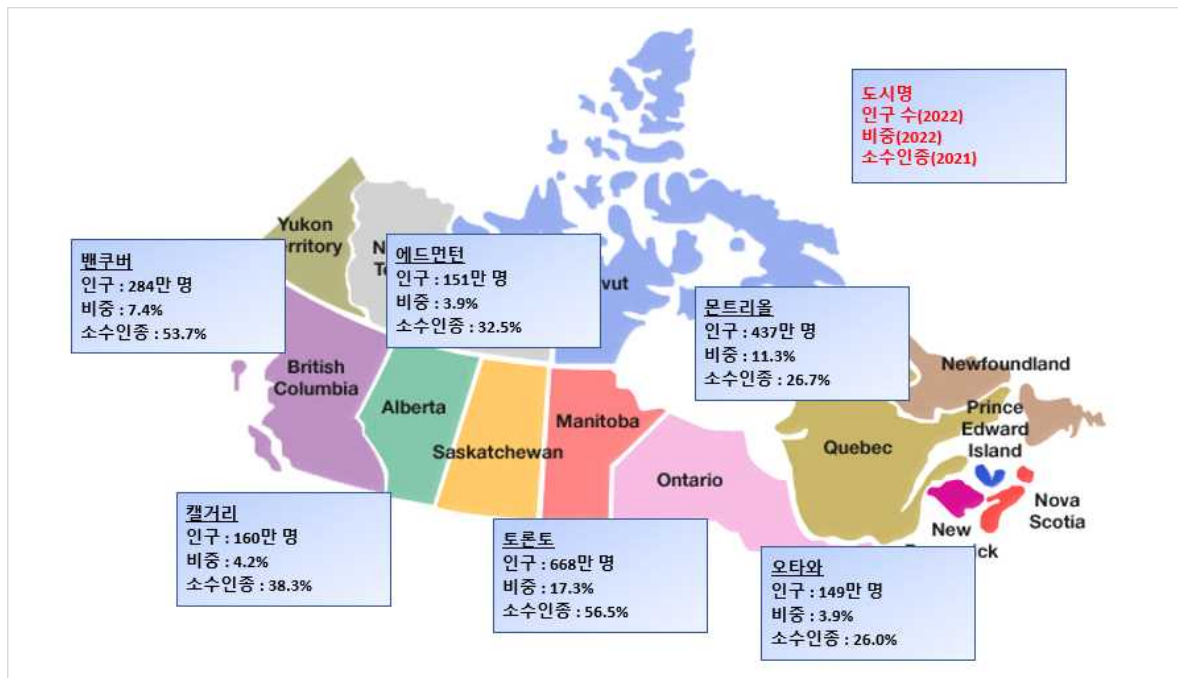 도시명
인구 수(2022)
비중(2022)
소수인종(2021)
Yukon
밴쿠버
인구 : 284만 명
비중 : 7.4%
소수인종 : 53.7%
에드먼턴
인구 : 151만 명
비중 : 3.9%
소수인종 : 32.5%
몬트리올
인구 : 437만 명
비중 : 11.3%
소수인종 : 26.7%
British
Columbia
Alberta
Saskatchewan
Manitoba
Ontario
Quebec
Newfoundland
Prince
Edward
Island
New
Nova
Scotia
캘거리
인구 : 160만 명
비중 : 4.2%
소수인종 : 38.3%
토론토
인구 : 668만 명
비중 : 17.3%
소수인종 : 56.5%
오타와
인구 : 149만 명
비중 : 3.9%
소수인종 : 26.0%